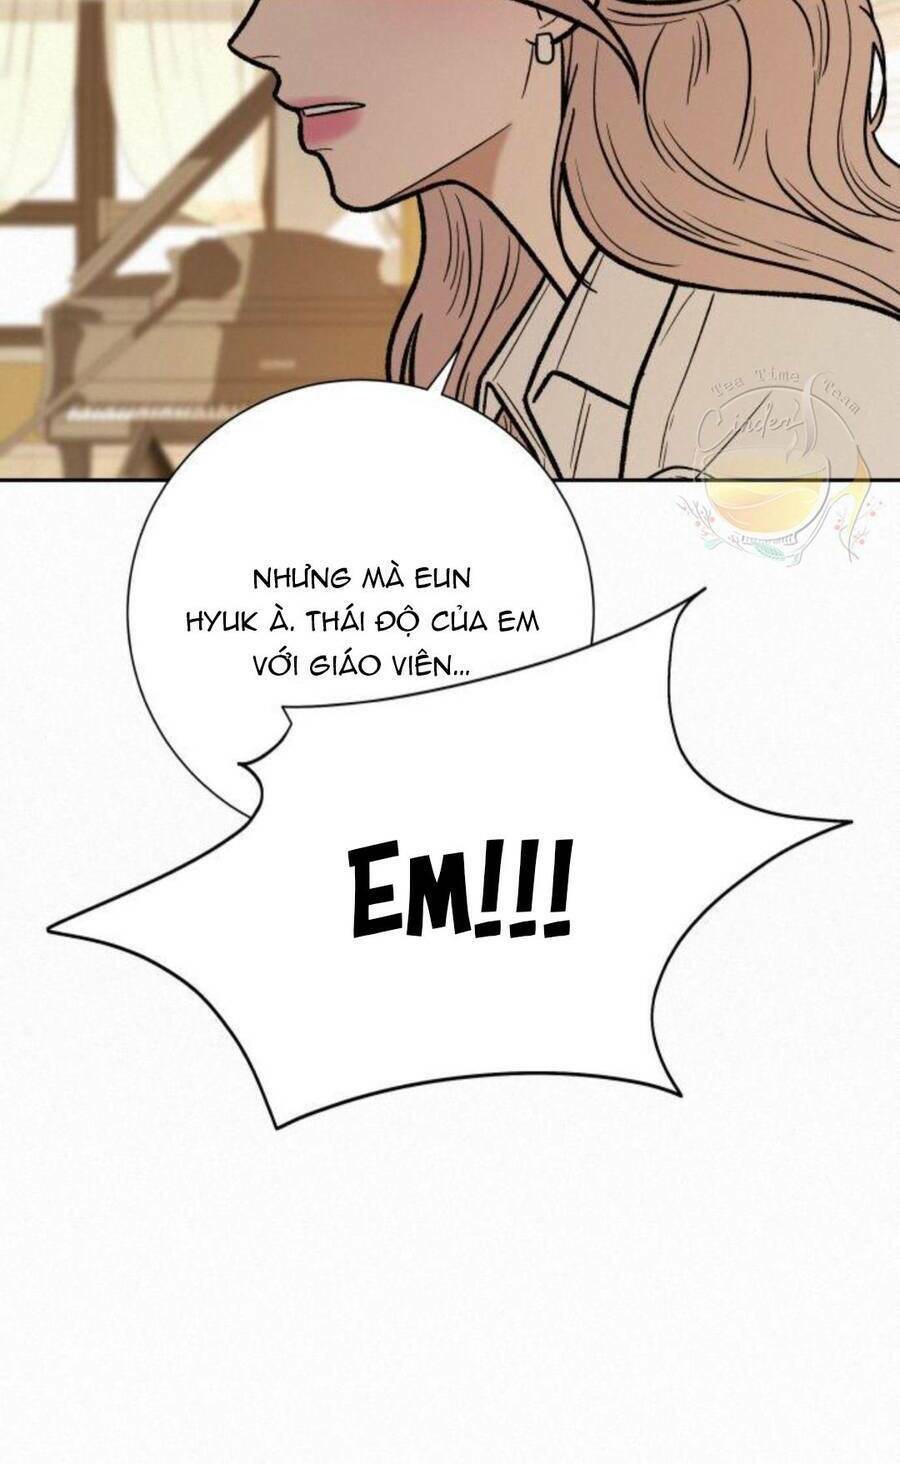 Tea Time Team
Cinder
NHƯNG MÀ EUN
HYUK À. THÁI ĐỘ CỦA EM
VỚI GIÁO VIÊN...
EM!!!